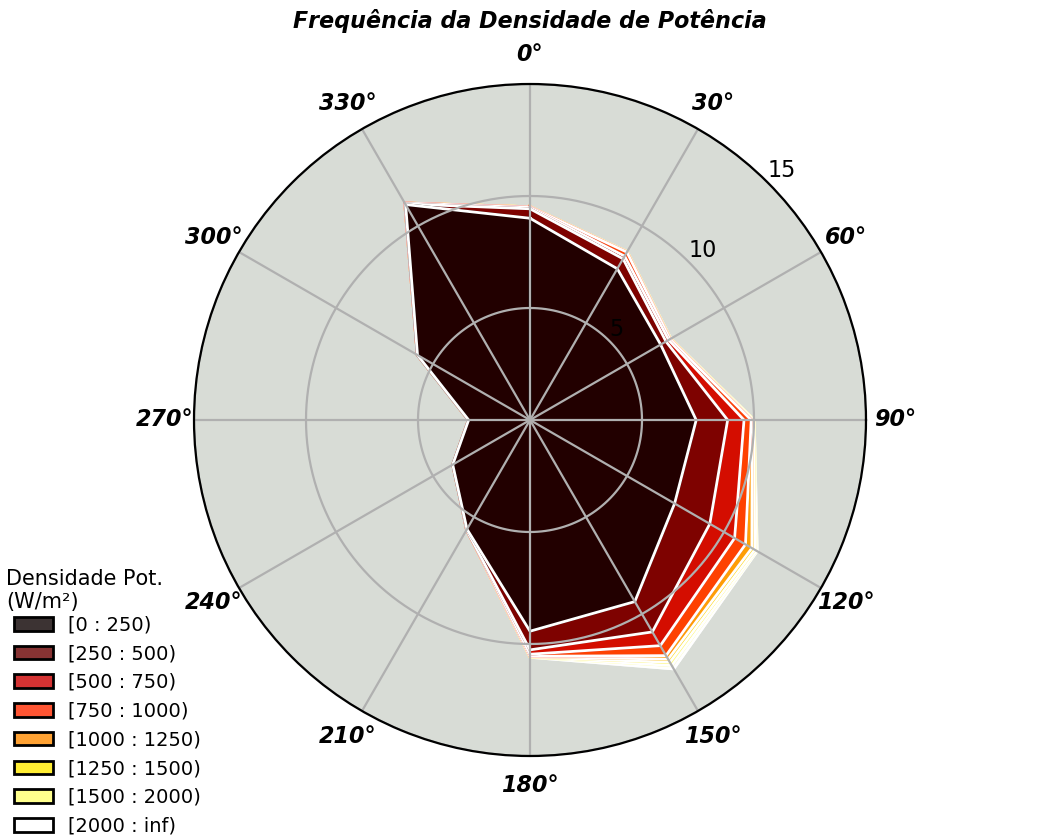 Frequência da Densidade de Potência
0°
30°
60°
90°
120°
150°
180°
210°
240°
270°
300°
330°
5
10
15
Densidade Pot.
(W/m²)
[0 : 250)
[250 : 500)
[500 : 750)
[750 : 1000)
[1000 : 1250)
[1250 : 1500)
[1500 : 2000)
[2000 : inf)